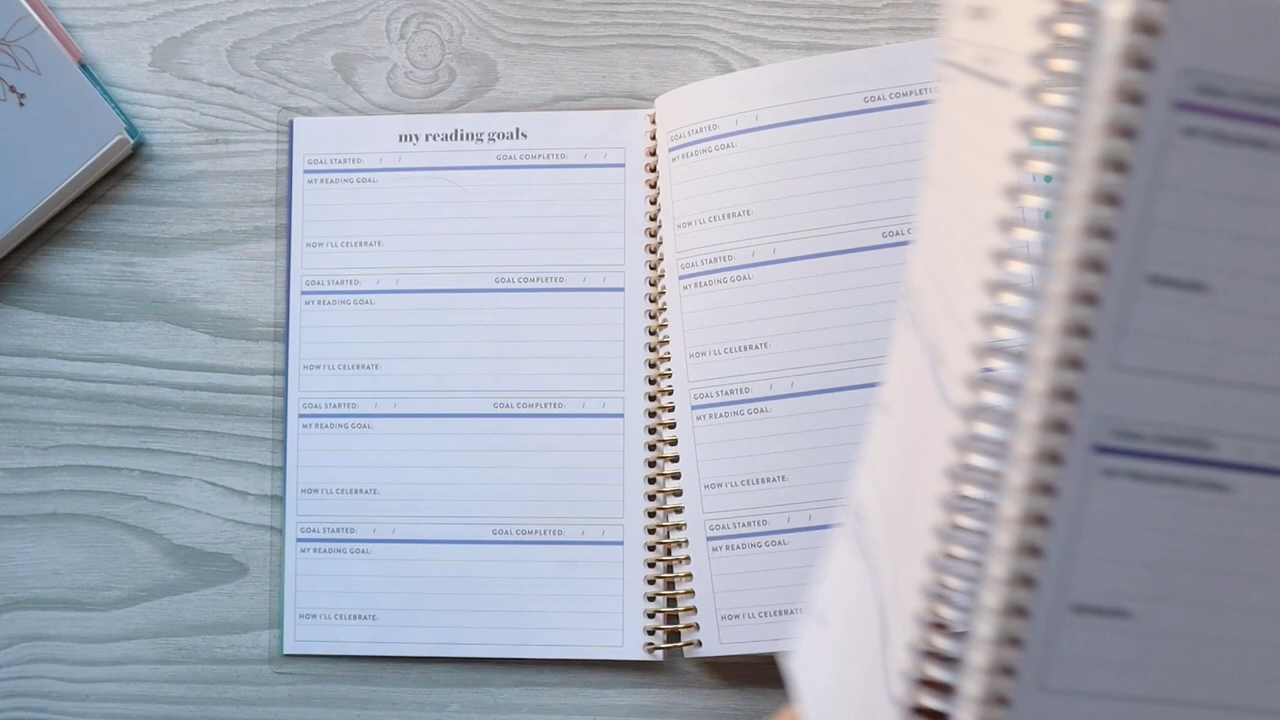 my reading goals
GOAL STARTED: / / GOAL COMPLETED: / /
MY READING GOAL:
HOW I'LL CELEBRATE:
GOAL STARTED: / / GOAL COMPLETED: / /
MY READING GOAL:
HOW I'LL CELEBRATE:
GOAL STARTED: / / GOAL COMPLETED: / /
MY READING GOAL:
HOW I'LL CELEBRATE:
GOAL STARTED: / / GOAL COMPLETED: / /
MY READING GOAL:
HOW I'LL CELEBRATE:
GOAL STARTED: / / GOAL COMPLETED
MY READING GOAL:
HOW I'LL CELEBRATE:
GOAL STARTED: / / GOAL
MY READING GOAL:
HOW I'LL CELEBRATE:
GOAL STARTED: / /
MY READING GOAL:
HOW I'LL CELEBRATE:
GOAL STARTED: / /
MY READING GOAL:
HOW I'LL CELEBRATE